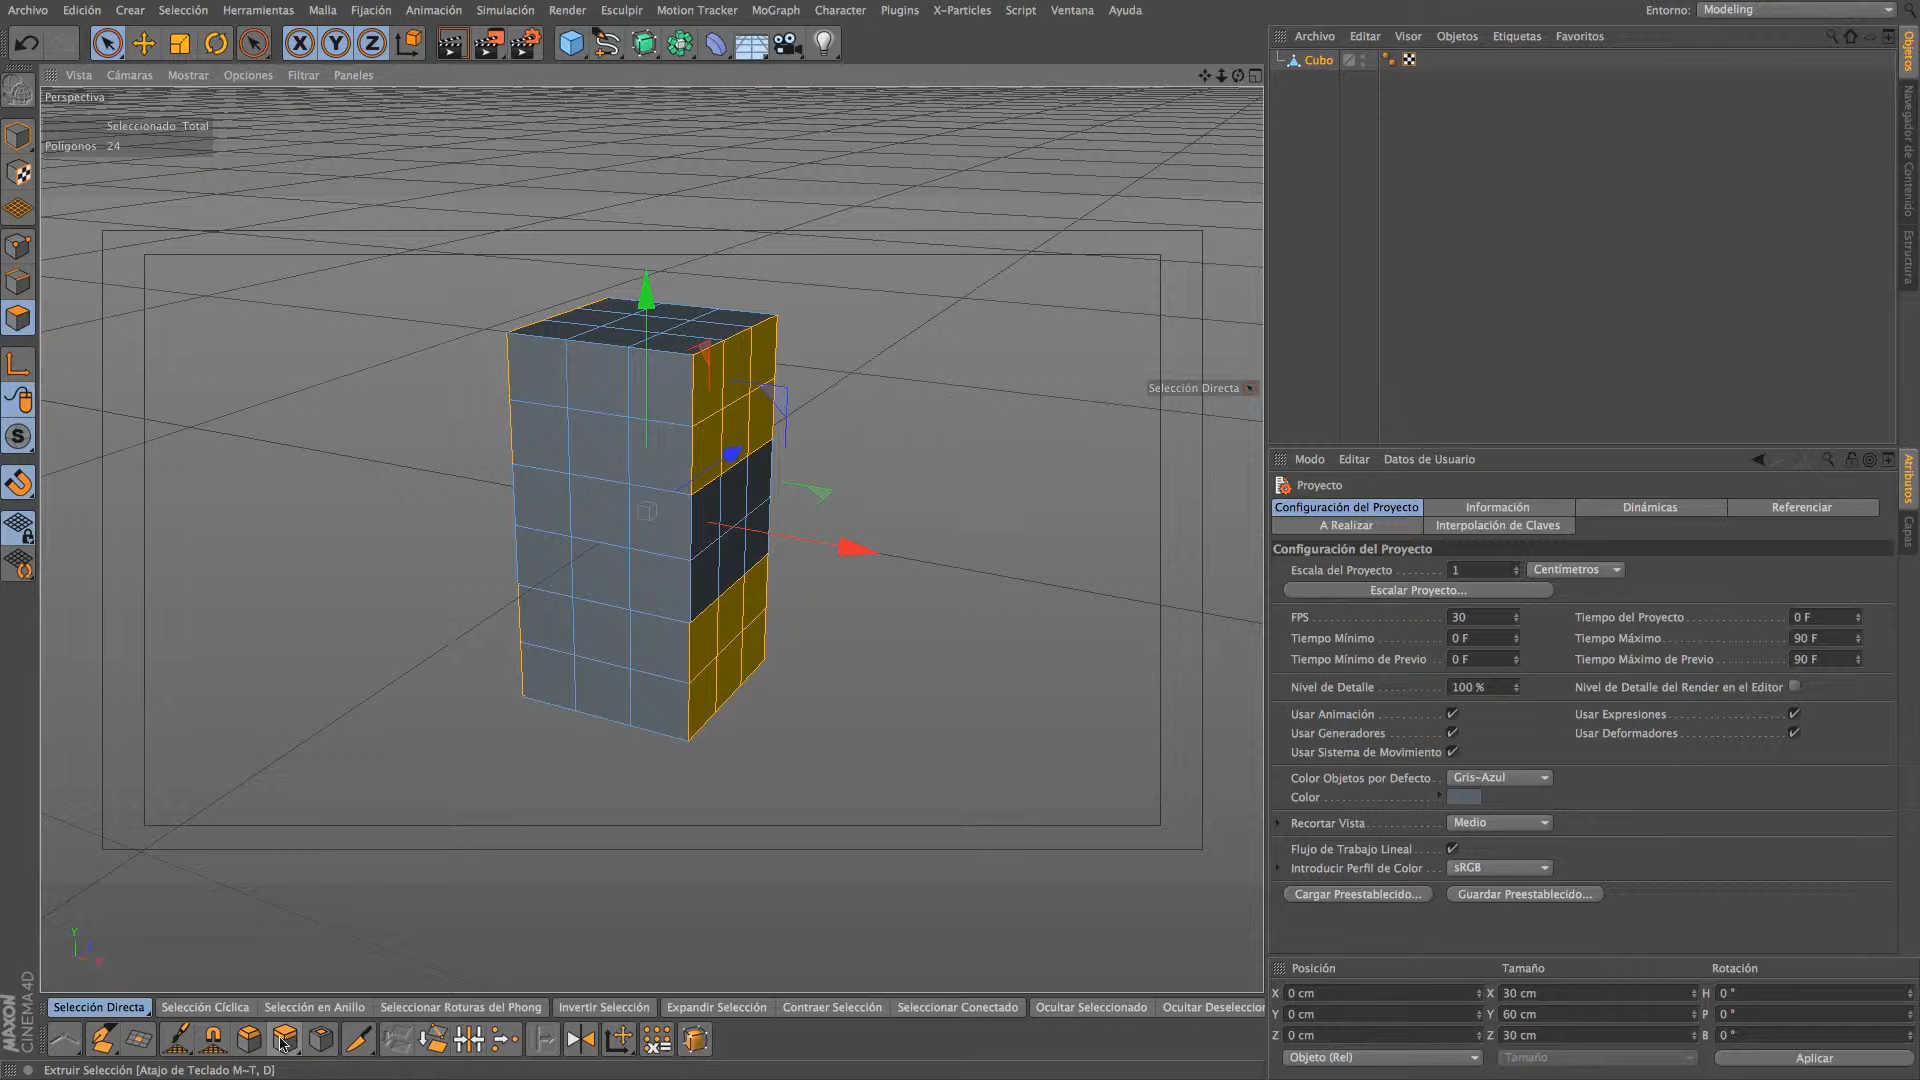 Archivo Edición Crear Selección Herramientas Malla Fijación Animación Simulación Render Esculpir Motion Tracker MoGraph Character Plugins X-Particles Script Ventana Ayuda
Entorno: Modeling
Vista Cámaras Mostrar Opciones Filtrar Paneles
Perspectiva
Seleccionado Total
Polígonos 24
Selección Directa
X Y Z
S
Y
Archivo Editar Visor Objetos Etiquetas Favoritos
Cubo
Objetos
Navegador de Contenido
Estructura
Modo Editar Datos de Usuario
Proyecto
Configuración del Proyecto Información Dinámicas Referenciar
A Realizar Interpolación de Claves
Configuración del Proyecto
Escala del Proyecto 1 Centímetros
Escalar Proyecto...
FPS 30 Tiempo del Proyecto 0 F
Tiempo Mínimo 0 F Tiempo Máximo 90 F
Tiempo Mínimo de Previo 0 F Tiempo Máximo de Previo 90 F
Nivel de Detalle 100 % Nivel de Detalle del Render en el Editor
Usar Animación Usar Expresiones
Usar Generadores Usar Deformadores
Usar Sistema de Movimiento
Color Objetos por Defecto Gris-Azul
Color
Recortar Vista Medio
Flujo de Trabajo Lineal
Introducir Perfil de Color sRGB
Cargar Preestablecido... Guardar Preestablecido...
Atributos
Capas
Posición Tamaño Rotación
X 0 cm X 30 cm H 0 °
Y 0 cm Y 60 cm P 0 °
Z 0 cm Z 30 cm B 0 °
Objeto (Rel) Tamaño Aplicar
Selección Directa Selección Cíclica Selección en Anillo Seleccionar Roturas del Phong Invertir Selección Expandir Selección Contraer Selección Seleccionar Conectado Ocultar Seleccionado Ocultar Deseleccion
MAXON
CINEMA 4D
Extruir Selección [Atajo de Teclado M~T, D]